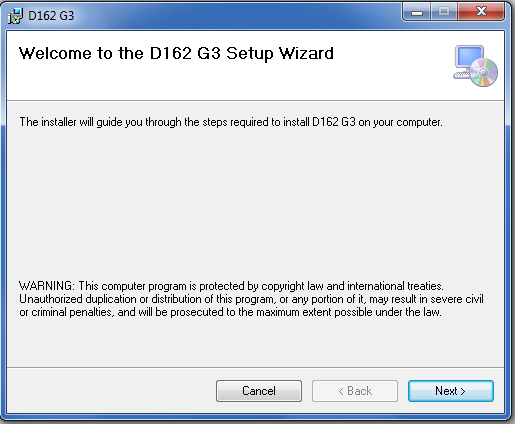 D162 G3
Welcome to the D162 G3 Setup Wizard
The installer will guide you through the steps required to install D162 G3 on your computer.
WARNING: This computer program is protected by copyright law and international treaties.
Unauthorized duplication or distribution of this program, or any portion of it, may result in severe civil
or criminal penalties, and will be prosecuted to the maximum extent possible under the law.
Cancel
< Back
Next >